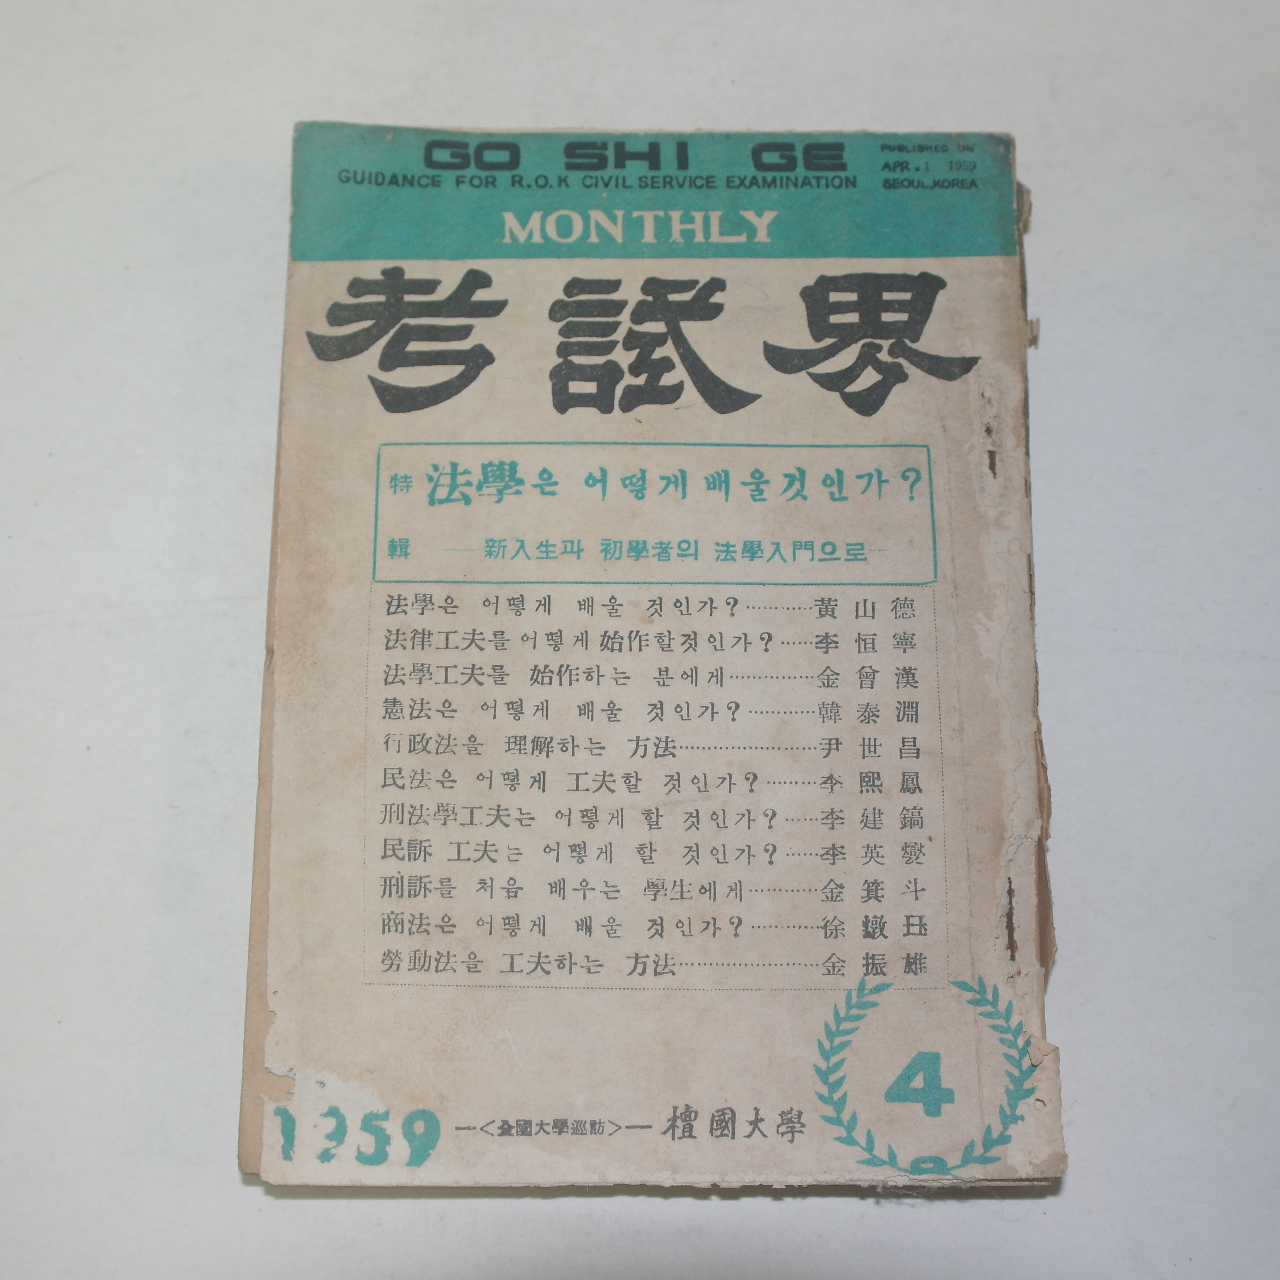 GO SHI GE
GUIDANCE FOR R.O.K CIVIL SERVICE EXAMINATION
PUBLISHED ON
APR. 1 1959
SEOUL, KOREA
MONTHLY
考試界
特輯
法學은 어떻게 배울것인가?
—新入生과 初學者의 法學入門으로—
法學은 어떻게 배울 것인가?…………黃山德
法律工夫를 어떻게 始作할것인가?……李恒寧
法學工夫를 始作하는 분에게……………金曾漢
憲法은 어떻게 배울 것인가?…………韓泰淵
行政法을 理解하는 方法……………………尹世昌
民法은 어떻게 工夫할 것인가?………李熙鳳
刑法學工夫는 어떻게 할 것인가?……李建鎬
民訴 工夫는 어떻게 할 것인가?……李英燮
刑訴를 처음 배우는 學生에게…………金箕斗
商法은 어떻게 배울 것인가?…………徐燉珏
勞動法을 工夫하는 方法……………………金振雄
4
1959
—<全國大學巡訪>— 檀國大學